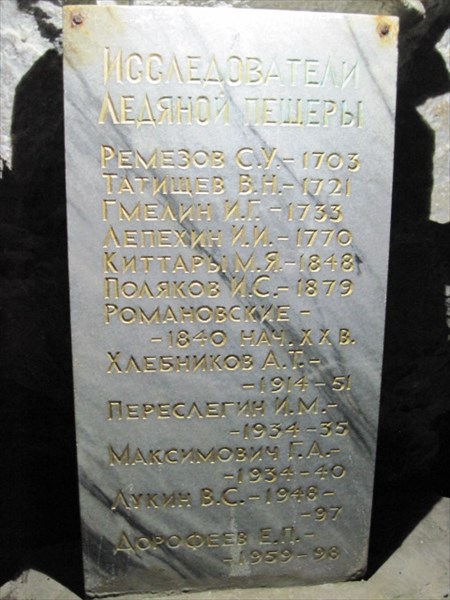 ИССЛЕДОВАТЕЛИ
ЛЕДЯНОЙ ПЕЩЕРЫ
РЕМЕЗОВ С.У.-1703
ТАТИЩЕВ В.Н.-1721
ГМЕЛИН И.Г.-1733
ЛЕПЕХИН И.И.-1770
КИТТАРЫ М.Я.-1848
ПОЛЯКОВ И.С.-1879
РОМАНОВСКИЕ -
-1840 НАЧ. XX В.
ХЛЕБНИКОВ А.Т.-
-1914-51
ПЕРЕСЛЕГИН И.М.-
-1934-35
МАКСИМОВИЧ Г.А.-
-1934-40
ЛУКИН В.С.-1948-
-97
ДОРОФЕЕВ Е.П.-
-1959-98